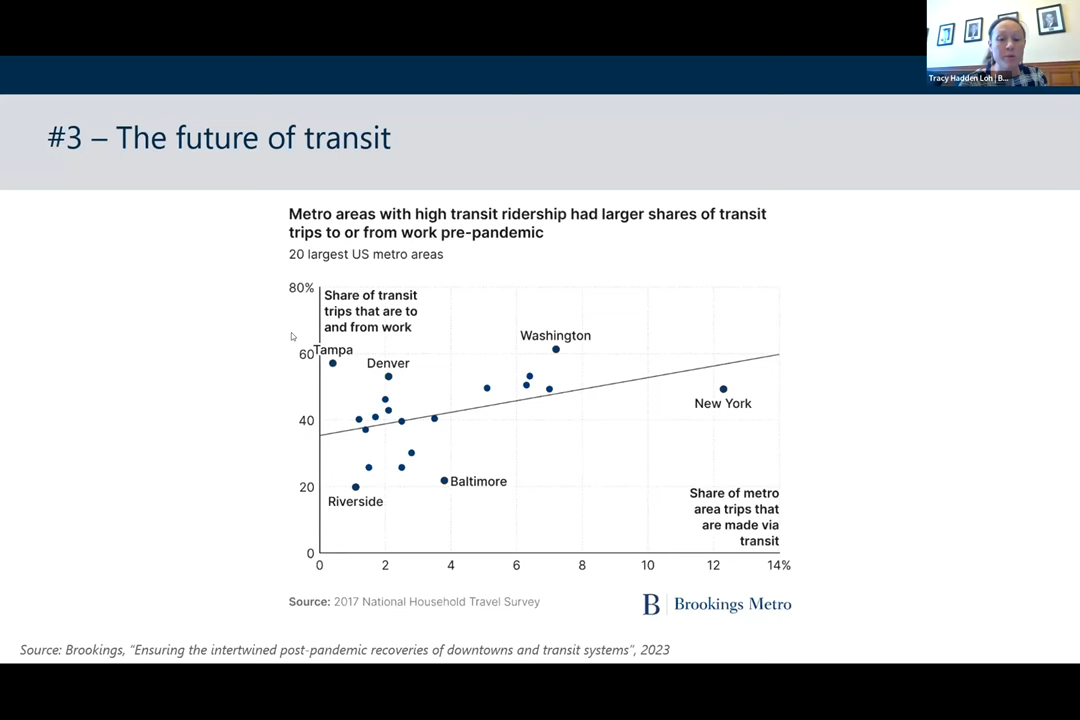 Tracy Hadden Loh | B...
#3 – The future of transit
Metro areas with high transit ridership had larger shares of transit
trips to or from work pre-pandemic
20 largest US metro areas
80%
Share of transit
trips that are to
and from work
Washington
Tampa
60
Denver
New York
40
Baltimore
20
Riverside
Share of metro
area trips that
are made via
transit
0
0 2 4 6 8 10 12 14%
Source: 2017 National Household Travel Survey
B Brookings Metro
Source: Brookings, "Ensuring the intertwined post-pandemic recoveries of downtowns and transit systems", 2023